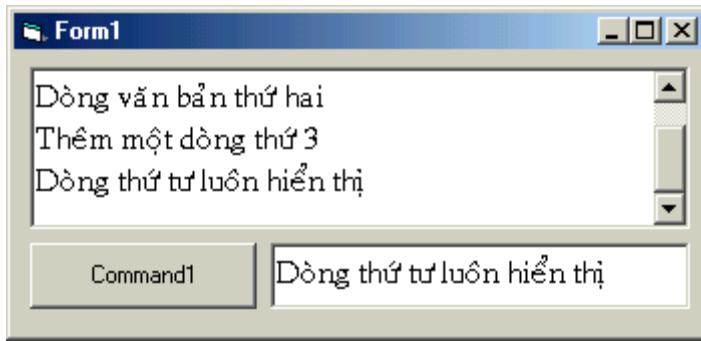 Form1
Dòng văn bản thứ hai
Thêm một dòng thứ 3
Dòng thứ tư luôn hiển thị
Command1
Dòng thứ tư luôn hiển thị